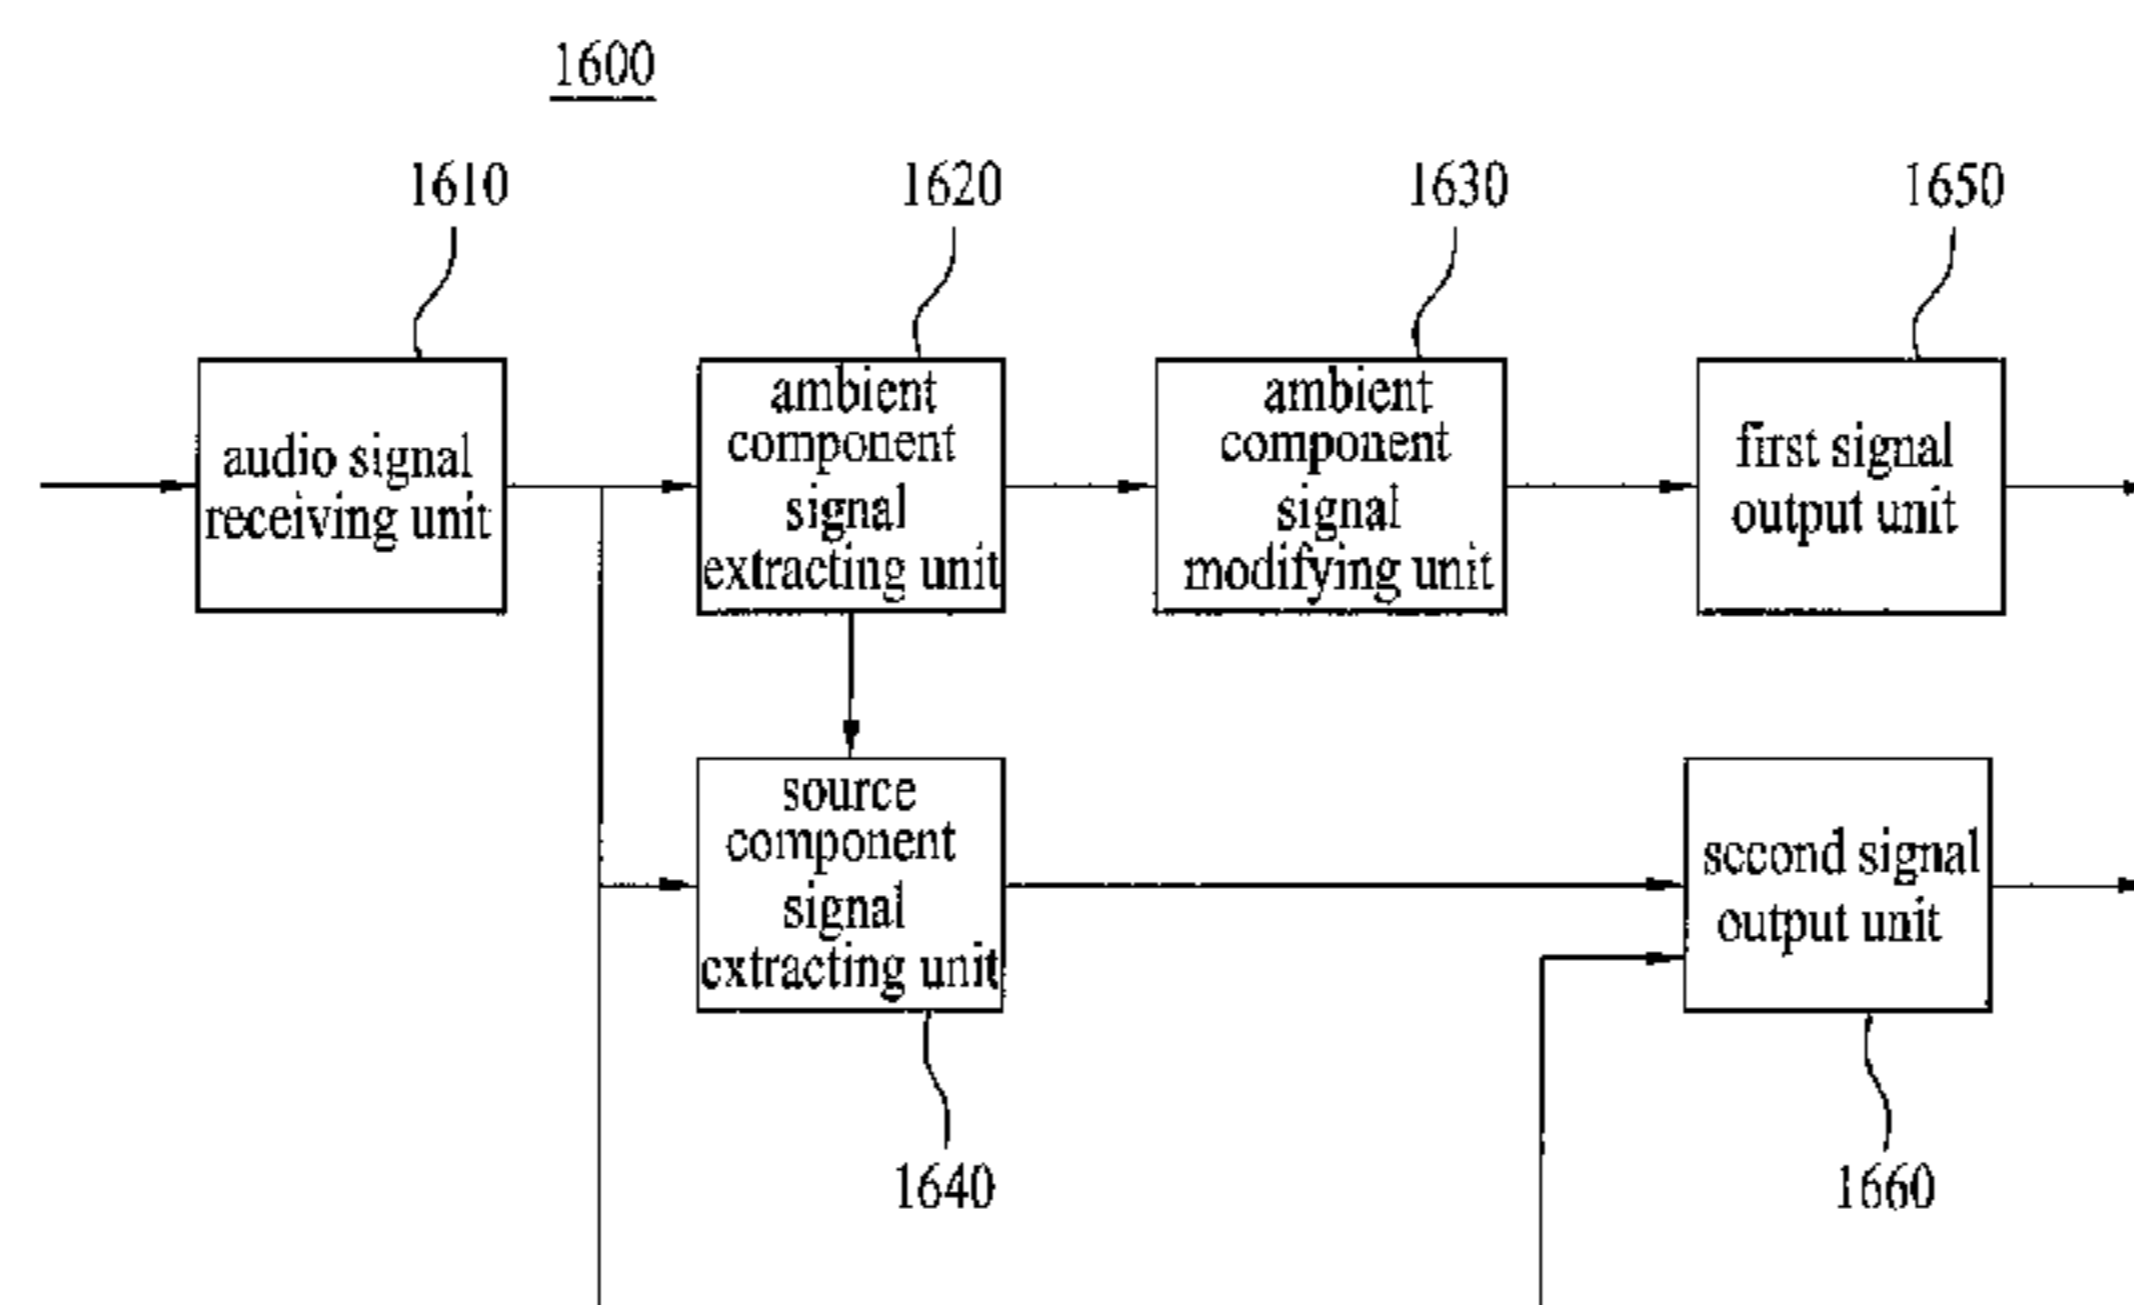 1600
1610
1620
1630
1650
audio signal
receiving unit
ambient
component
signal
extracting unit
ambient
component
signal
modifying unit
first signal
output unit
source
component
signal
extracting unit
second signal
output unit
1640
1660